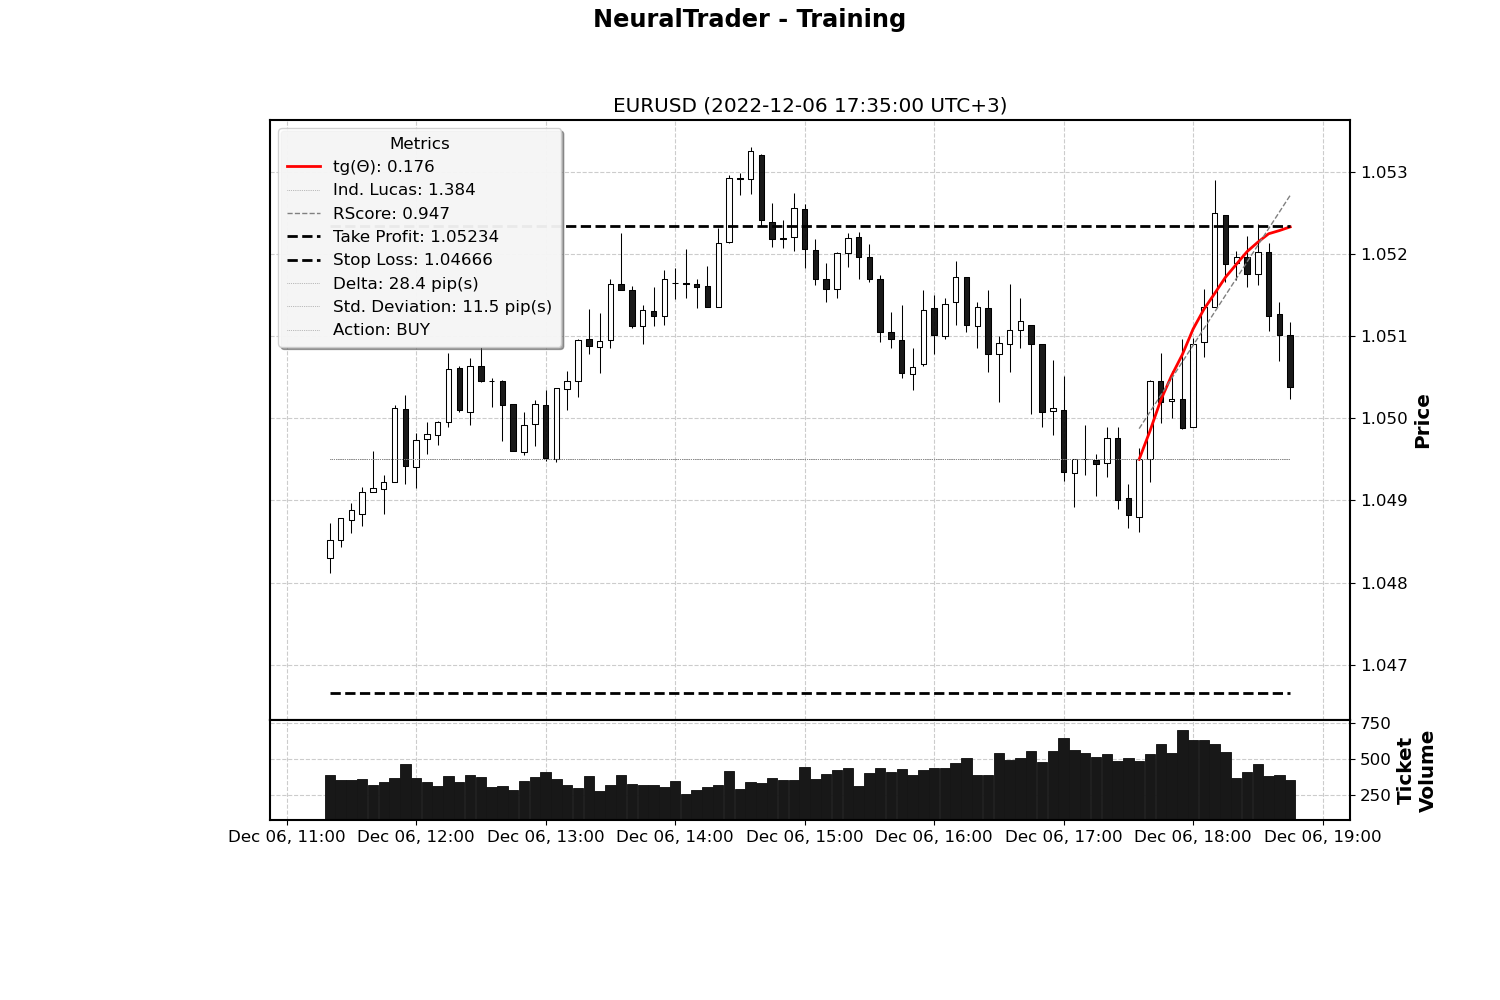 NeuralTrader - Training
EURUSD (2022-12-06 17:35:00 UTC+3)
Metrics
tg(Θ): 0.176
Ind. Lucas: 1.384
RScore: 0.947
Take Profit: 1.05234
Stop Loss: 1.04666
Delta: 28.4 pip(s)
Std. Deviation: 11.5 pip(s)
Action: BUY
1.053
1.052
1.051
1.050
1.049
1.048
1.047
Price
750
500
250
Ticket
Volume
Dec 06, 11:00 Dec 06, 12:00 Dec 06, 13:00 Dec 06, 14:00 Dec 06, 15:00 Dec 06, 16:00 Dec 06, 17:00 Dec 06, 18:00 Dec 06, 19:00